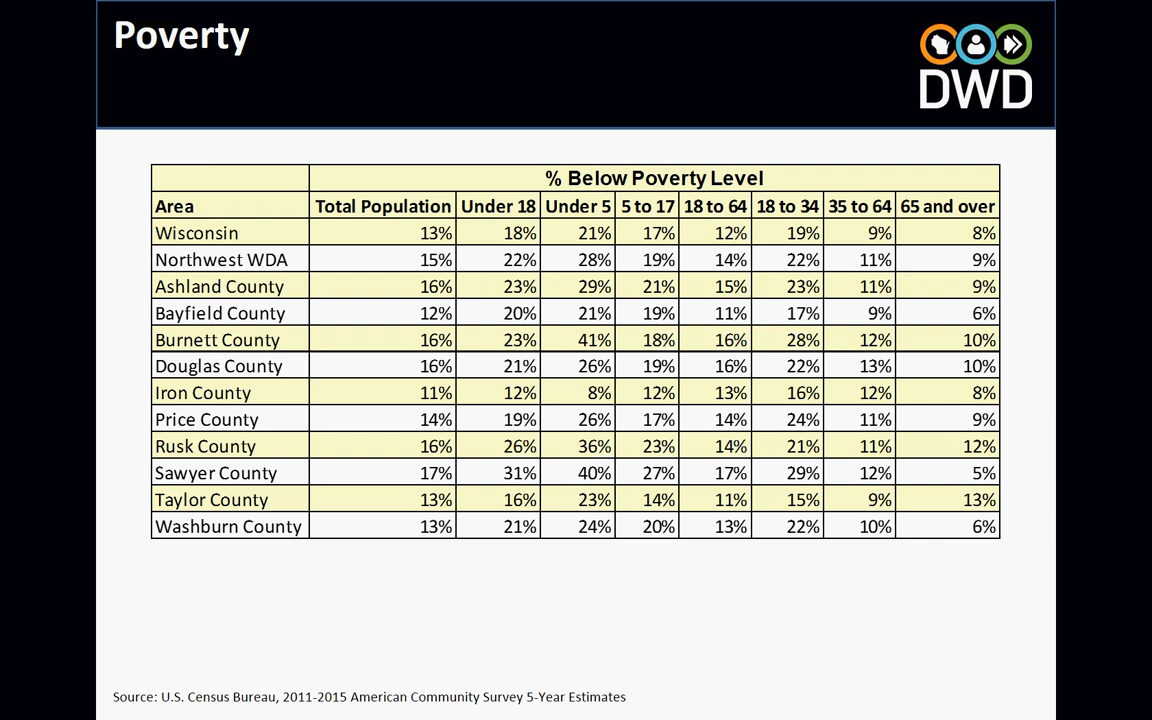 Poverty
DWD
% Below Poverty Level
Area Total Population Under 18 Under 5 5 to 17 18 to 64 18 to 34 35 to 64 65 and over
Wisconsin 13% 18% 21% 17% 12% 19% 9% 8%
Northwest WDA 15% 22% 28% 19% 14% 22% 11% 9%
Ashland County 16% 23% 29% 21% 15% 23% 11% 9%
Bayfield County 12% 20% 21% 19% 11% 17% 9% 6%
Burnett County 16% 23% 41% 18% 16% 28% 12% 10%
Douglas County 16% 21% 26% 19% 16% 22% 13% 10%
Iron County 11% 12% 8% 12% 13% 16% 12% 8%
Price County 14% 19% 26% 17% 14% 24% 11% 9%
Rusk County 16% 26% 36% 23% 14% 21% 11% 12%
Sawyer County 17% 31% 40% 27% 17% 29% 12% 5%
Taylor County 13% 16% 23% 14% 11% 15% 9% 13%
Washburn County 13% 21% 24% 20% 13% 22% 10% 6%
Source: U.S. Census Bureau, 2011-2015 American Community Survey 5-Year Estimates